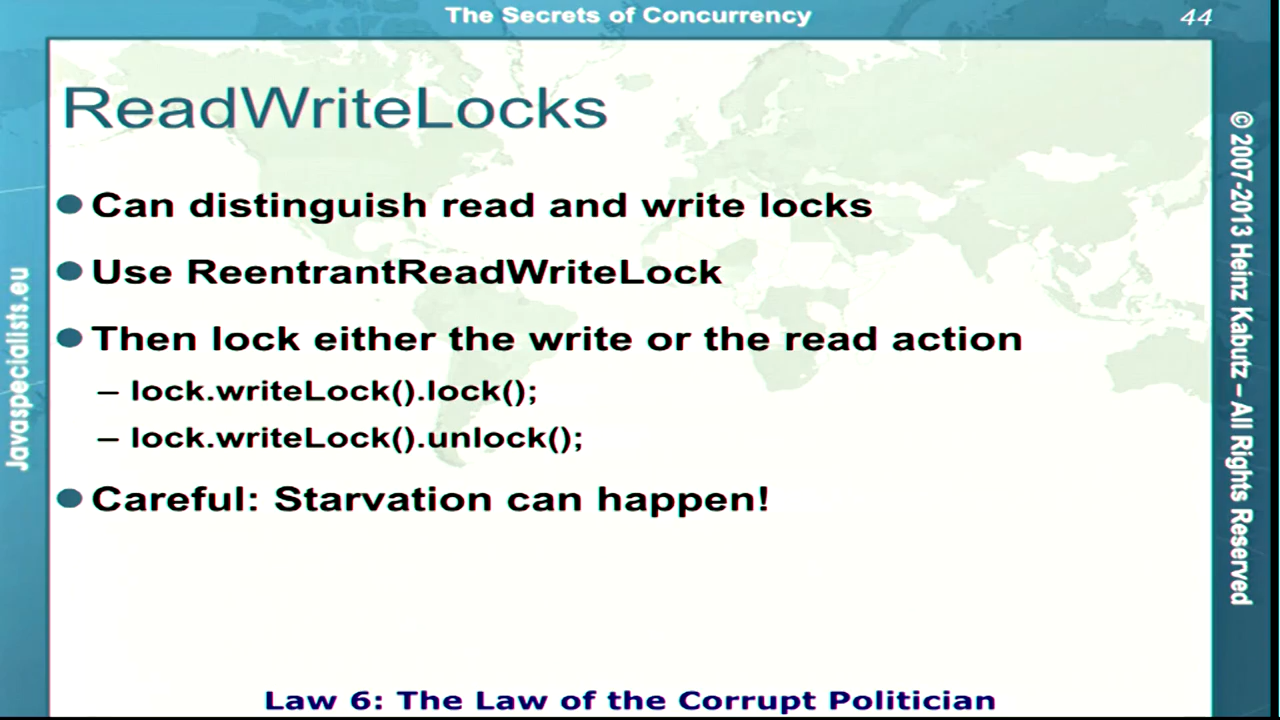 The Secrets of Concurrency
44
ReadWriteLocks
Can distinguish read and write locks
Use ReentrantReadWriteLock
Then lock either the write or the read action
– lock.writeLock().lock();
– lock.writeLock().unlock();
Careful: Starvation can happen!
Law 6: The Law of the Corrupt Politician
Javaspecialists.eu
© 2007-2013 Heinz Kabutz – All Rights Reserved